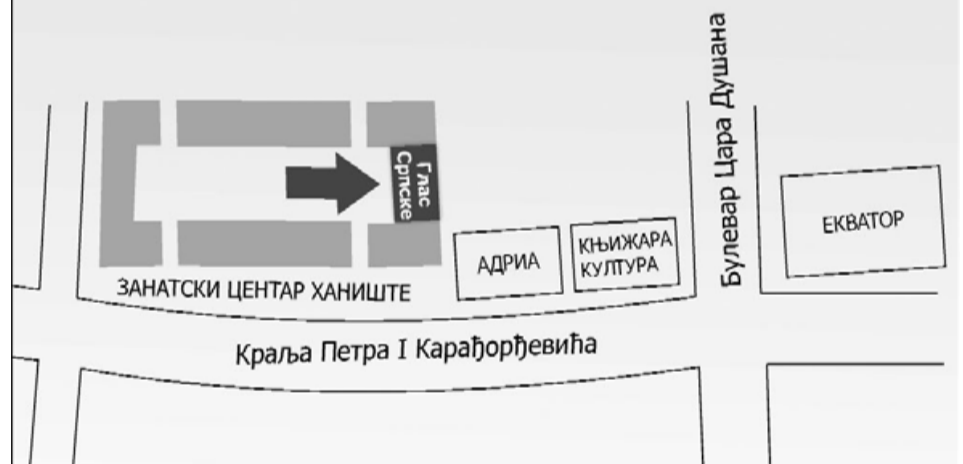 Булевар Цара Душана
Глас
Српске
ЕКВАТОР
КЊИЖАРА
КУЛТУРА
АДРИА
ЗАНАТСКИ ЦЕНТАР ХАНИШТЕ
Краља Петра I Карађорђевића